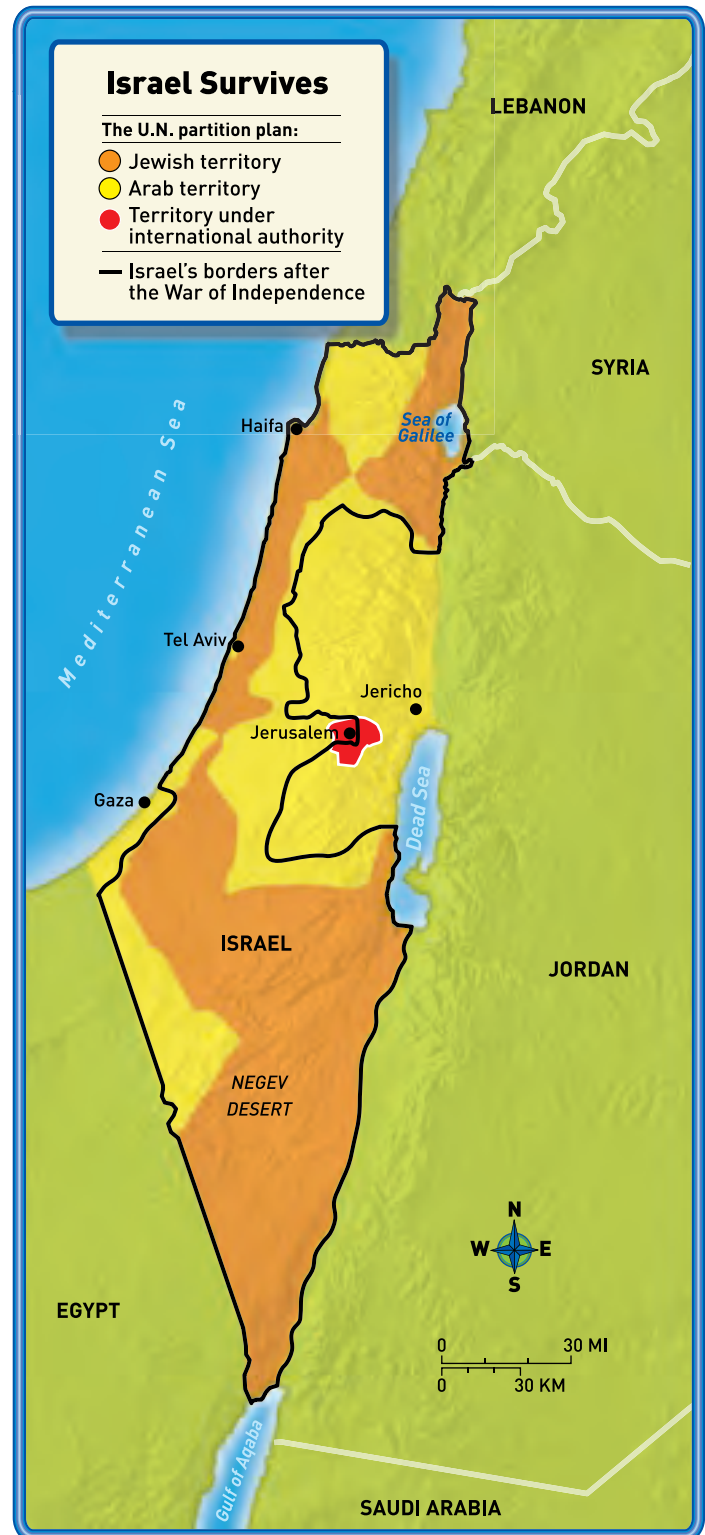 Israel Survives
The U.N. partition plan:
Jewish territory
Arab territory
Territory under
international authority
Israel's borders after
the War of Independence
LEBANON
SYRIA
Sea of
Galilee
Haifa
Mediterranean Sea
Tel Aviv
Jericho
Jerusalem
Gaza
Dead Sea
ISRAEL
JORDAN
NEGEV
DESERT
N
W E
S
EGYPT
0 30 MI
0 30 KM
Gulf of Aqaba
SAUDI ARABIA